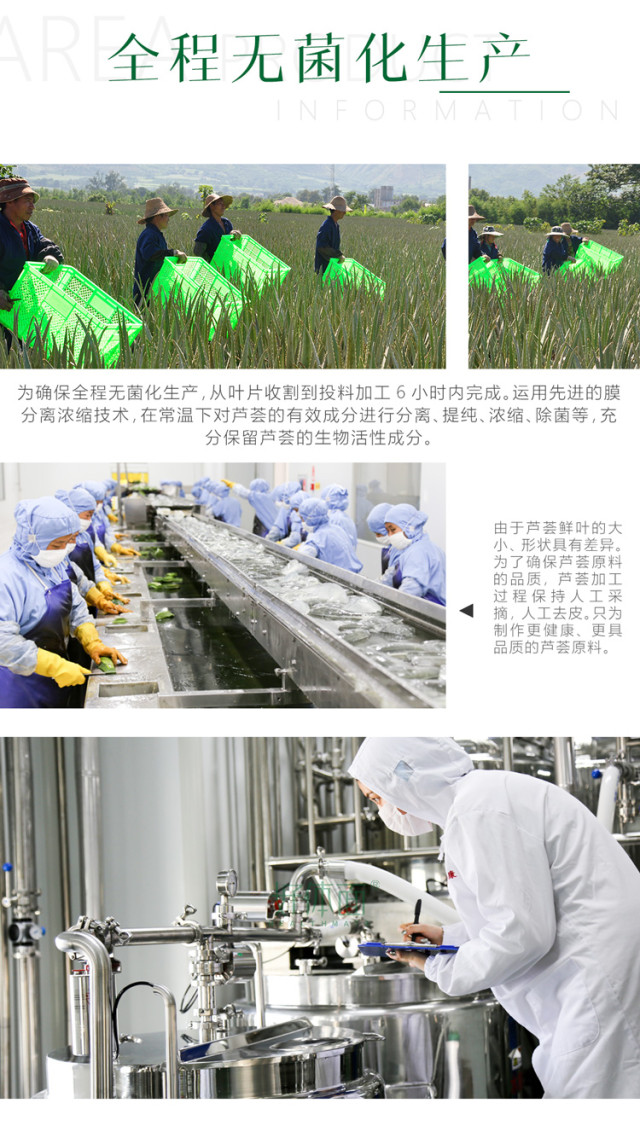 AREA PRODUCT
全程无菌化生产
INFORMATION
为确保全程无菌化生产，从叶片收割到投料加工 6 小时内完成。运用先进的膜
分离浓缩技术，在常温下对芦荟的有效成分进行分离、提纯、浓缩、除菌等，充
分保留芦荟的生物活性成分。
由于芦荟鲜叶的大
小、形状具有差异。
为了确保芦荟原料
的品质，芦荟加工
过程保持人工采
摘，人工去皮。只为
制作更健康、更具
品质的芦荟原料。